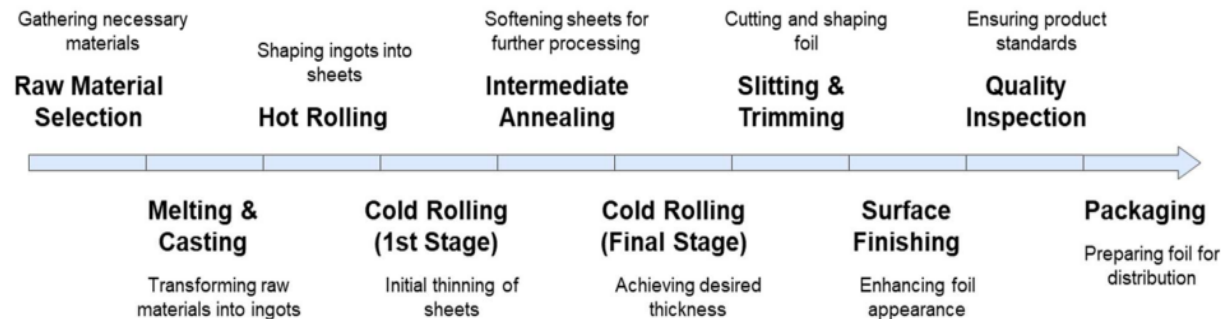 Gathering necessary
materials
Raw Material
Selection
Melting &
Casting
Transforming raw
materials into ingots
Shaping ingots into
sheets
Hot Rolling
Cold Rolling
(1st Stage)
Initial thinning of
sheets
Softening sheets for
further processing
Intermediate
Annealing
Cold Rolling
(Final Stage)
Achieving desired
thickness
Cutting and shaping
foil
Slitting &
Trimming
Surface
Finishing
Enhancing foil
appearance
Ensuring product
standards
Quality
Inspection
Packaging
Preparing foil for
distribution